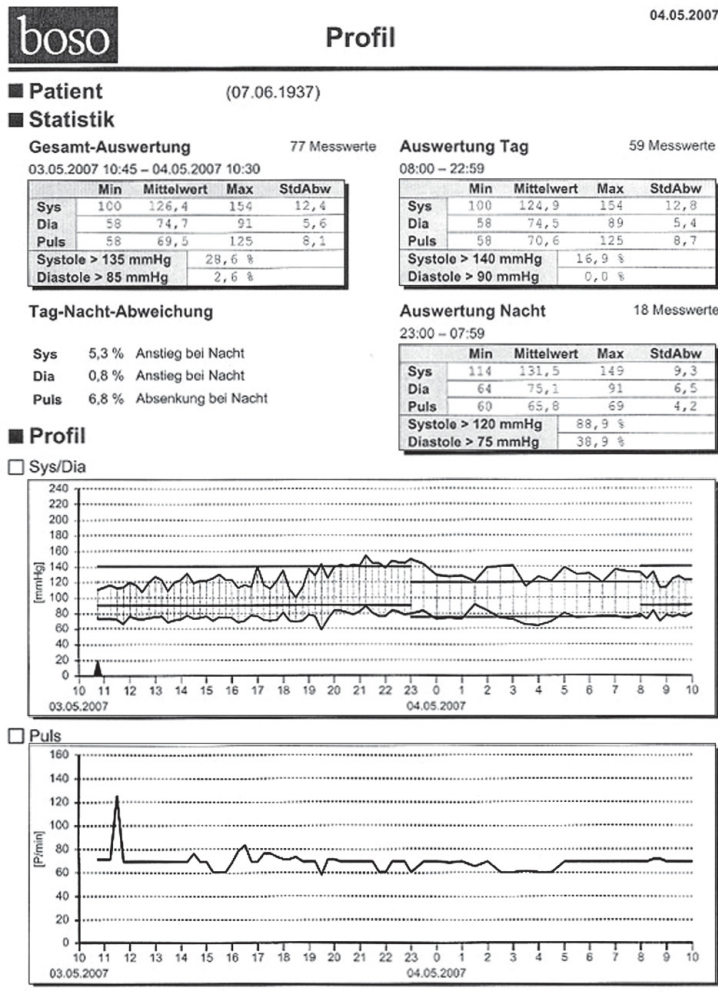 04.05.2007
boso
Profil
Patient (07.06.1937)
Statistik
Gesamt-Auswertung 77 Messwerte
03.05.2007 10:45 – 04.05.2007 10:30
Min Mittelwert Max StdAbw
Sys 100 126,4 154 12,4
Dia 58 74,7 91 5,6
Puls 58 69,5 125 8,1
Systole > 135 mmHg 28,6 %
Diastole > 85 mmHg 2,6 %
Auswertung Tag 59 Messwerte
08:00 – 22:59
Min Mittelwert Max StdAbw
Sys 100 124,9 154 12,8
Dia 58 74,5 89 5,4
Puls 58 70,6 125 8,7
Systole > 140 mmHg 16,9 %
Diastole > 90 mmHg 0,0 %
Tag-Nacht-Abweichung
Sys 5,3 % Anstieg bei Nacht
Dia 0,8 % Anstieg bei Nacht
Puls 6,8 % Absenkung bei Nacht
Auswertung Nacht 18 Messwerte
23:00 – 07:59
Min Mittelwert Max StdAbw
Sys 114 131,5 149 9,3
Dia 64 75,1 91 6,5
Puls 60 65,8 69 4,2
Systole > 120 mmHg 88,9 %
Diastole > 75 mmHg 38,9 %
Profil
Sys/Dia
240
220
200
180
160
140
120
100
80
60
40
20
0
[mmHg]
10 11 12 13 14 15 16 17 18 19 20 21 22 23 0 1 2 3 4 5 6 7 8 9 10
03.05.2007 04.05.2007
Puls
160
140
120
100
80
60
40
20
0
[P/min]
10 11 12 13 14 15 16 17 18 19 20 21 22 23 0 1 2 3 4 5 6 7 8 9 10
03.05.2007 04.05.2007